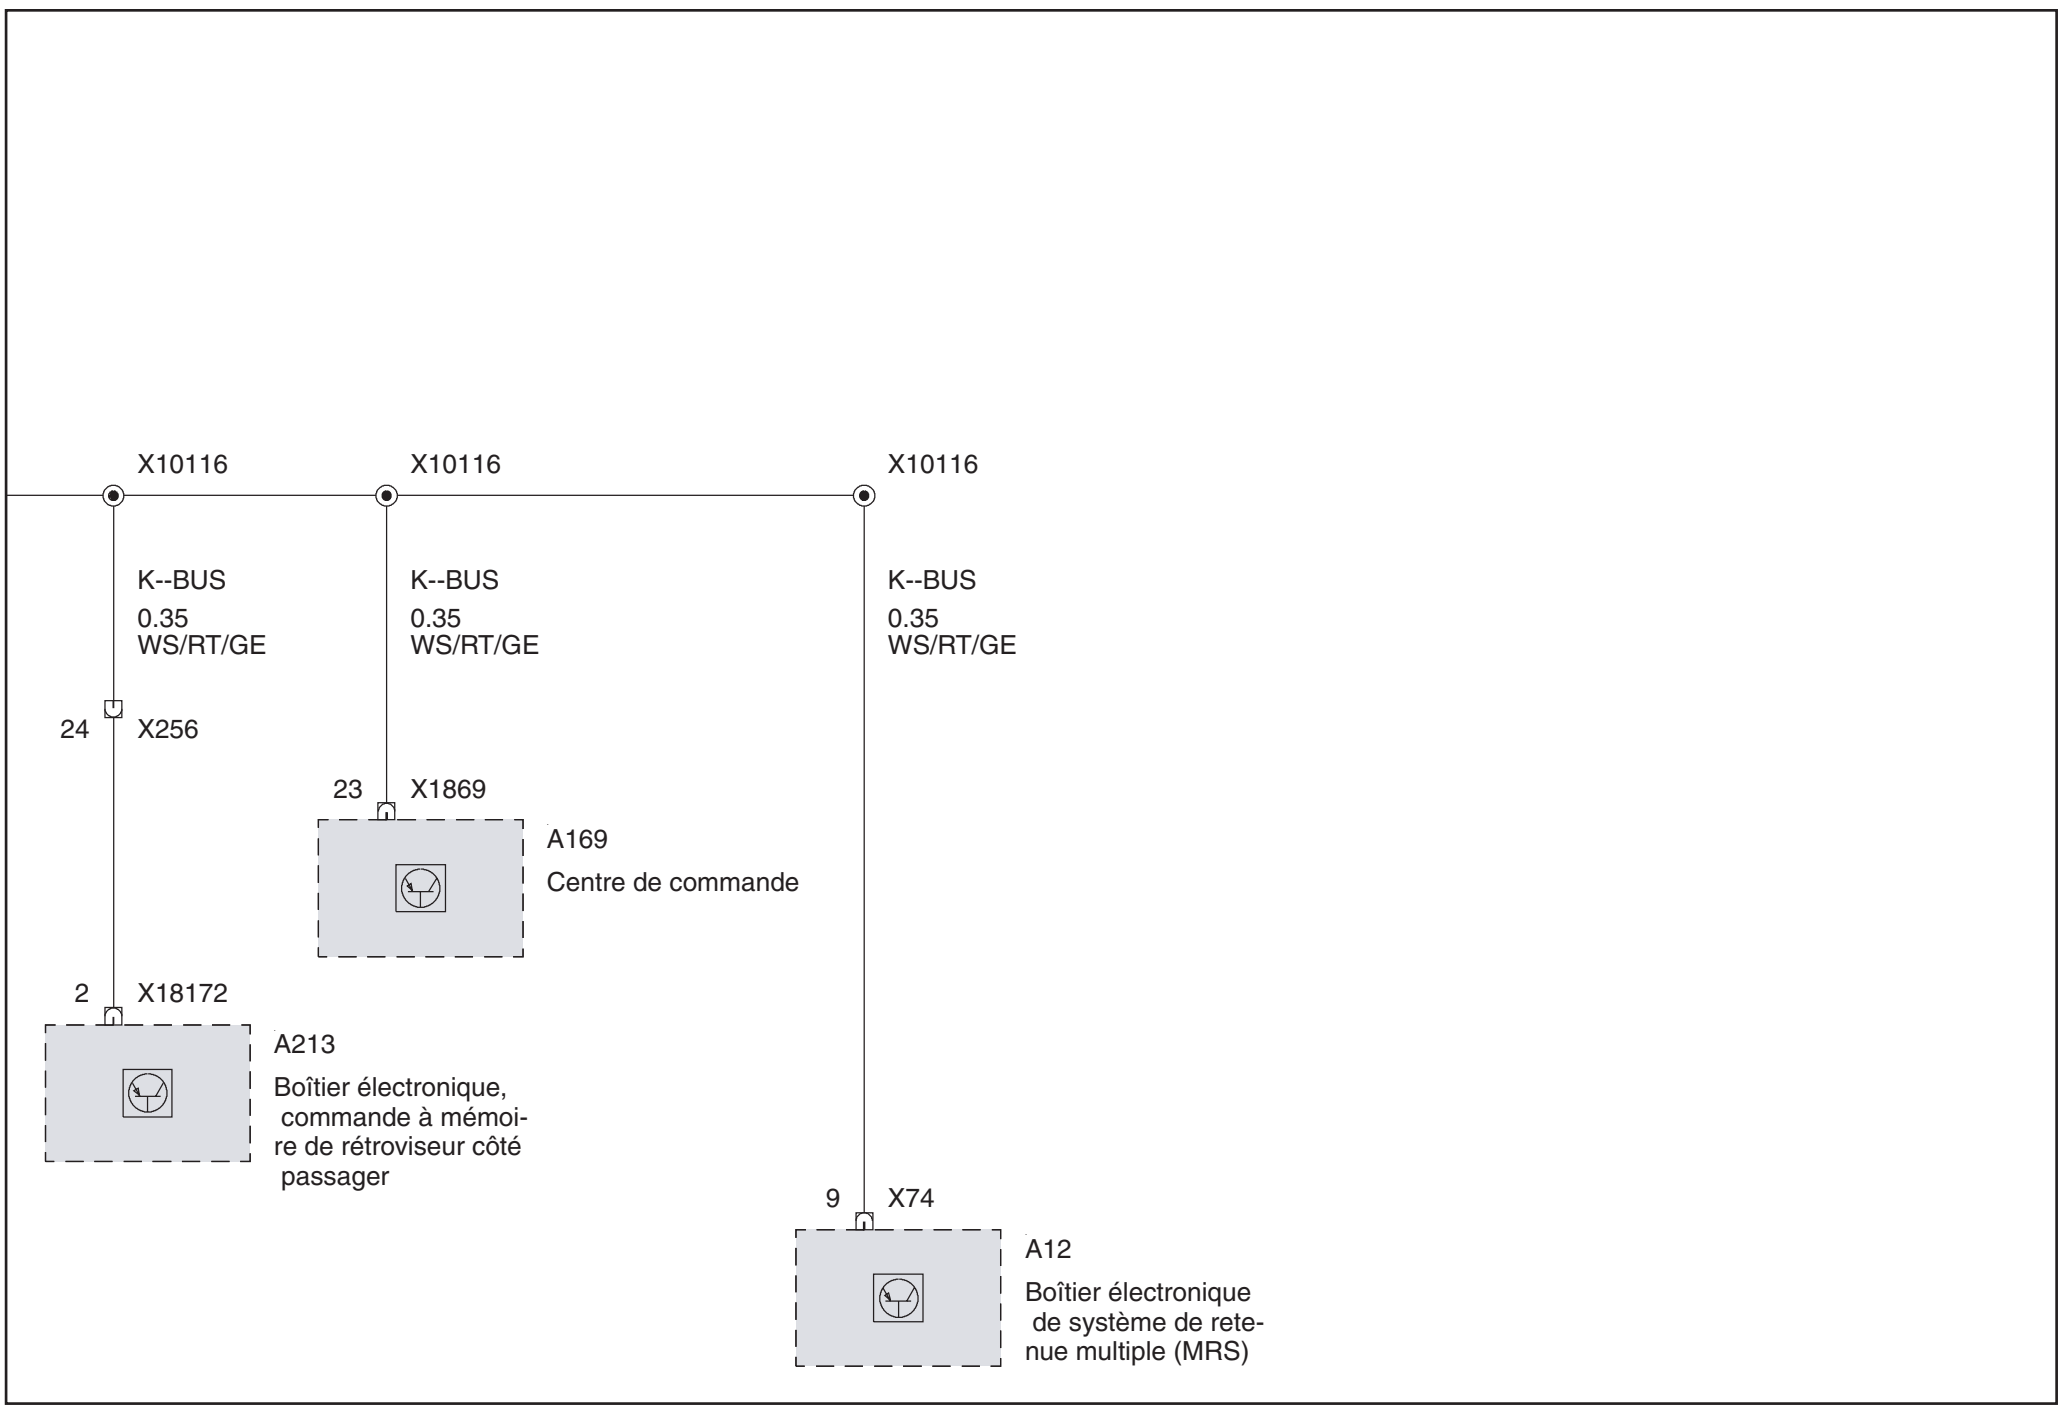 X10116
X10116
X10116
K--BUS
0.35
WS/RT/GE
K--BUS
0.35
WS/RT/GE
K--BUS
0.35
WS/RT/GE
24
X256
23
X1869
A169
Centre de commande
2
X18172
A213
Boîtier électronique,
commande à mémoi-
re de rétroviseur côté
passager
9
X74
A12
Boîtier électronique
de système de rete-
nue multiple (MRS)